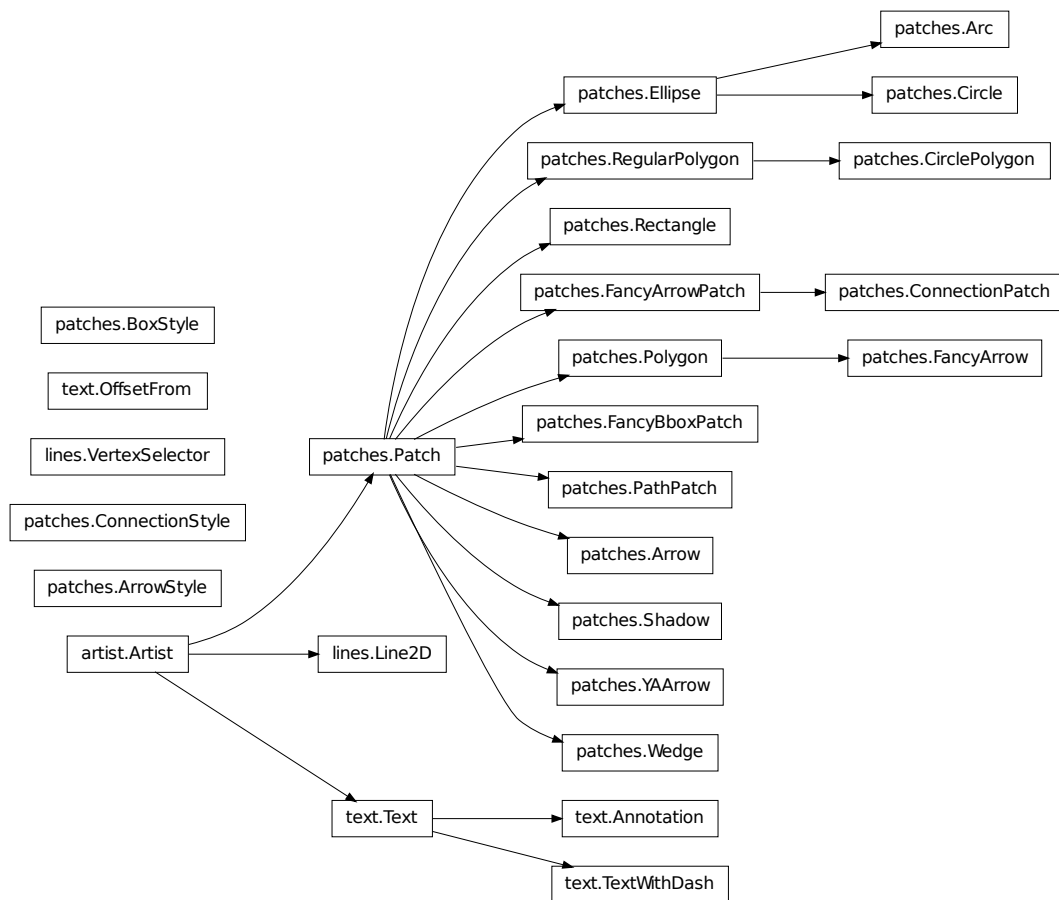 patches.Arc
patches.Ellipse
patches.Circle
patches.RegularPolygon
patches.CirclePolygon
patches.Rectangle
patches.FancyArrowPatch
patches.ConnectionPatch
patches.BoxStyle
patches.Polygon
patches.FancyArrow
text.OffsetFrom
patches.FancyBboxPatch
lines.VertexSelector
patches.Patch
patches.PathPatch
patches.ConnectionStyle
patches.Arrow
patches.ArrowStyle
patches.Shadow
artist.Artist
lines.Line2D
patches.YAArrow
patches.Wedge
text.Text
text.Annotation
text.TextWithDash